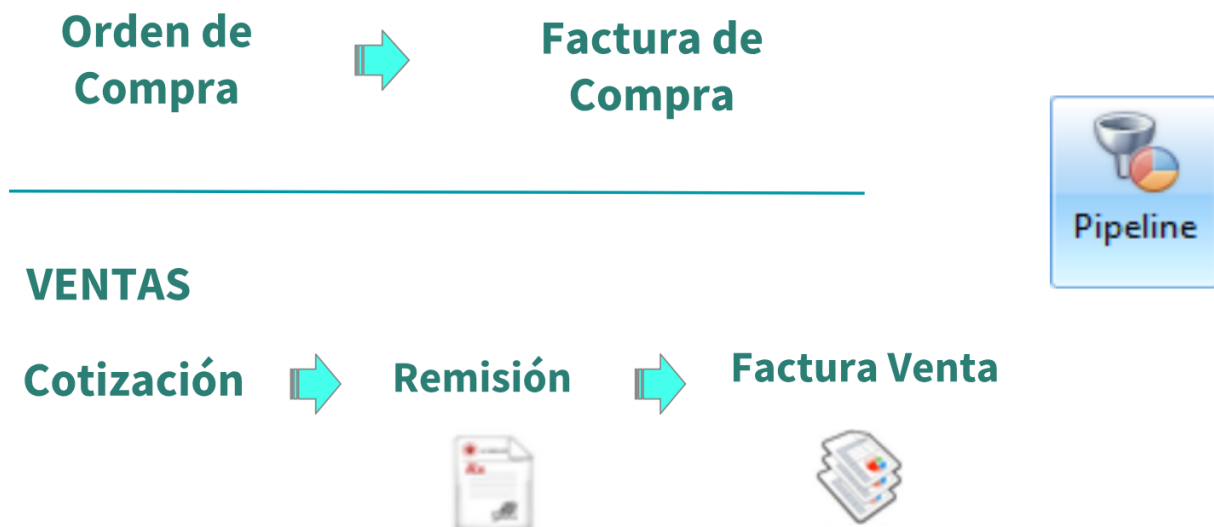 Orden de
Compra
Factura de
Compra
Pipeline
VENTAS
Cotización
Remisión
Factura Venta